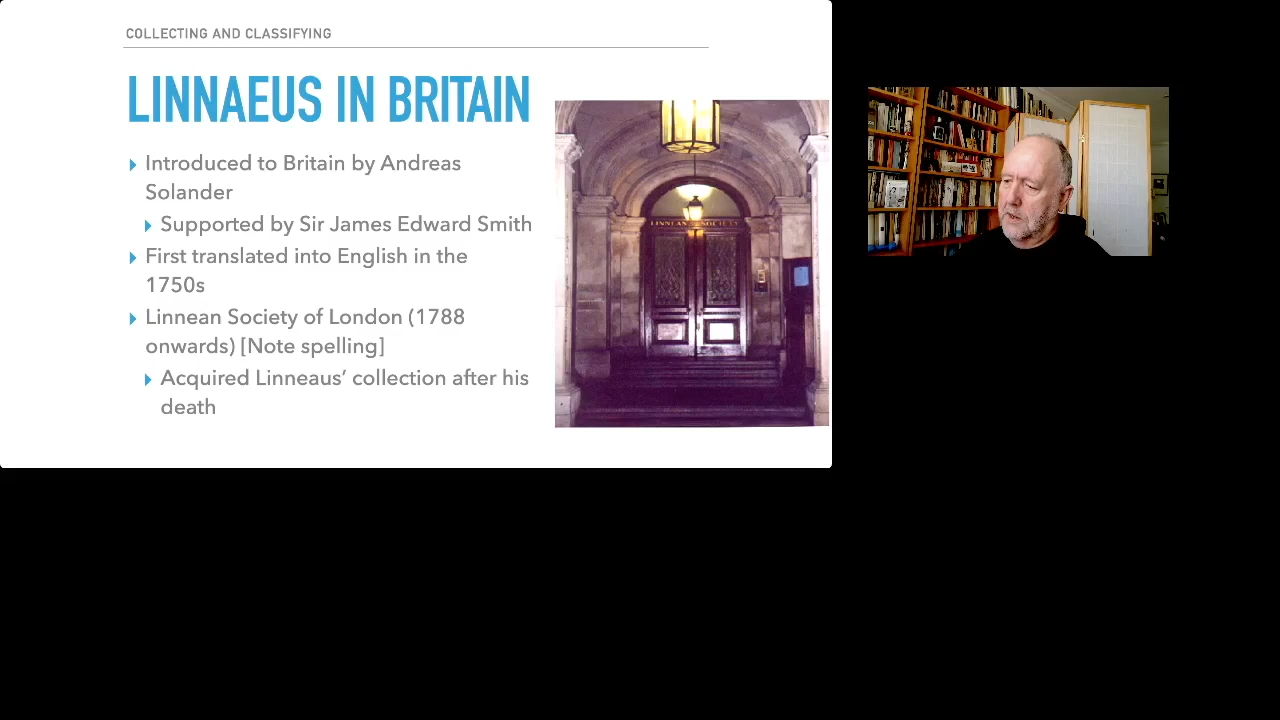 COLLECTING AND CLASSIFYING
LINNAEUS IN BRITAIN
Introduced to Britain by Andreas
Solander
Supported by Sir James Edward Smith
First translated into English in the
1750s
Linnean Society of London (1788
onwards) [Note spelling]
Acquired Linneaus’ collection after his
death
LINNEAN SOCIETY